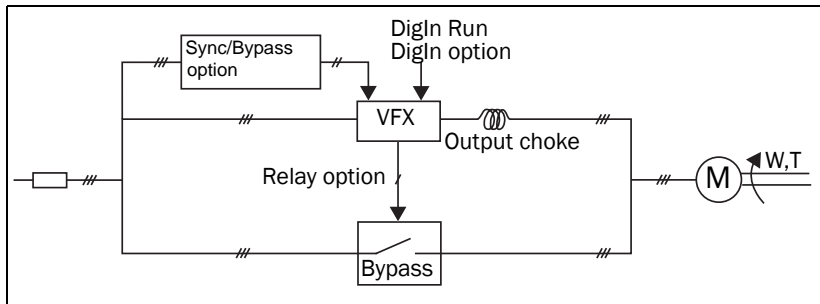 DigIn Run
DigIn option
Sync/Bypass
option
VFX
Output choke
Relay option
M
W,T
Bypass